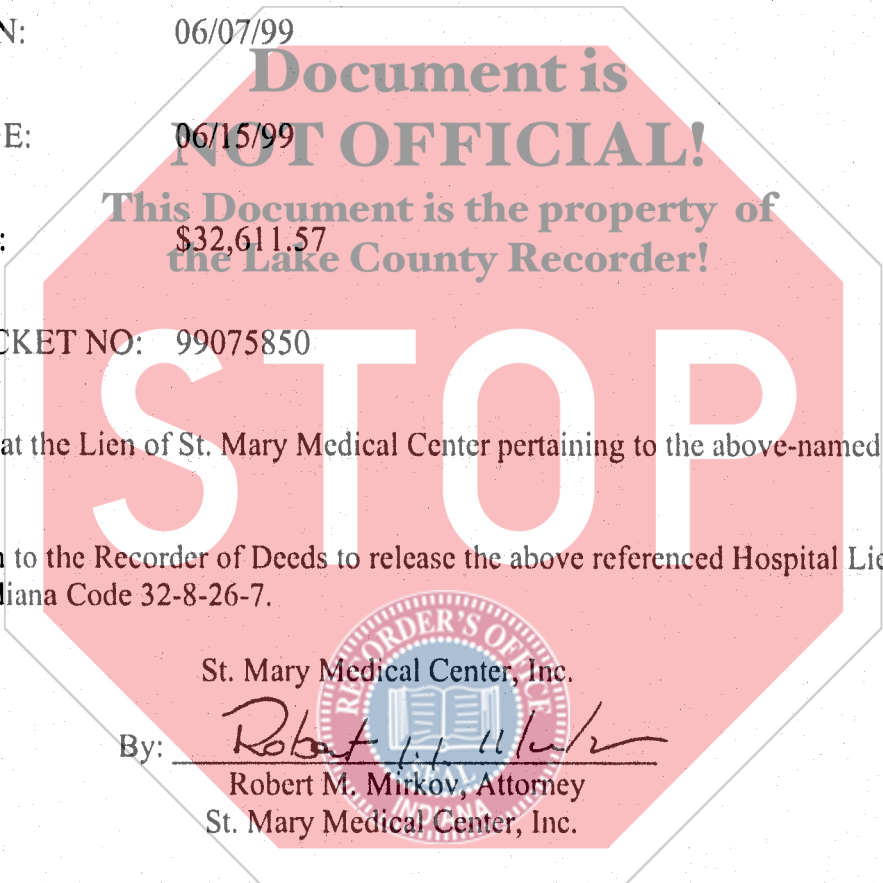 N: 06/07/99
Document is
E: 06/15/99
NOT OFFICIAL!
This Document is the property of
: $32,611.57
the Lake County Recorder!
CKET NO: 99075850
STOP
at the Lien of St. Mary Medical Center pertaining to the above-named
n to the Recorder of Deeds to release the above referenced Hospital Lie
diana Code 32-8-26-7.
RECORDER'S OFFICE
St. Mary Medical Center, Inc.
By:
SEAL
Robert M. Mirkov, Attorney
INDIANA
St. Mary Medical Center, Inc.